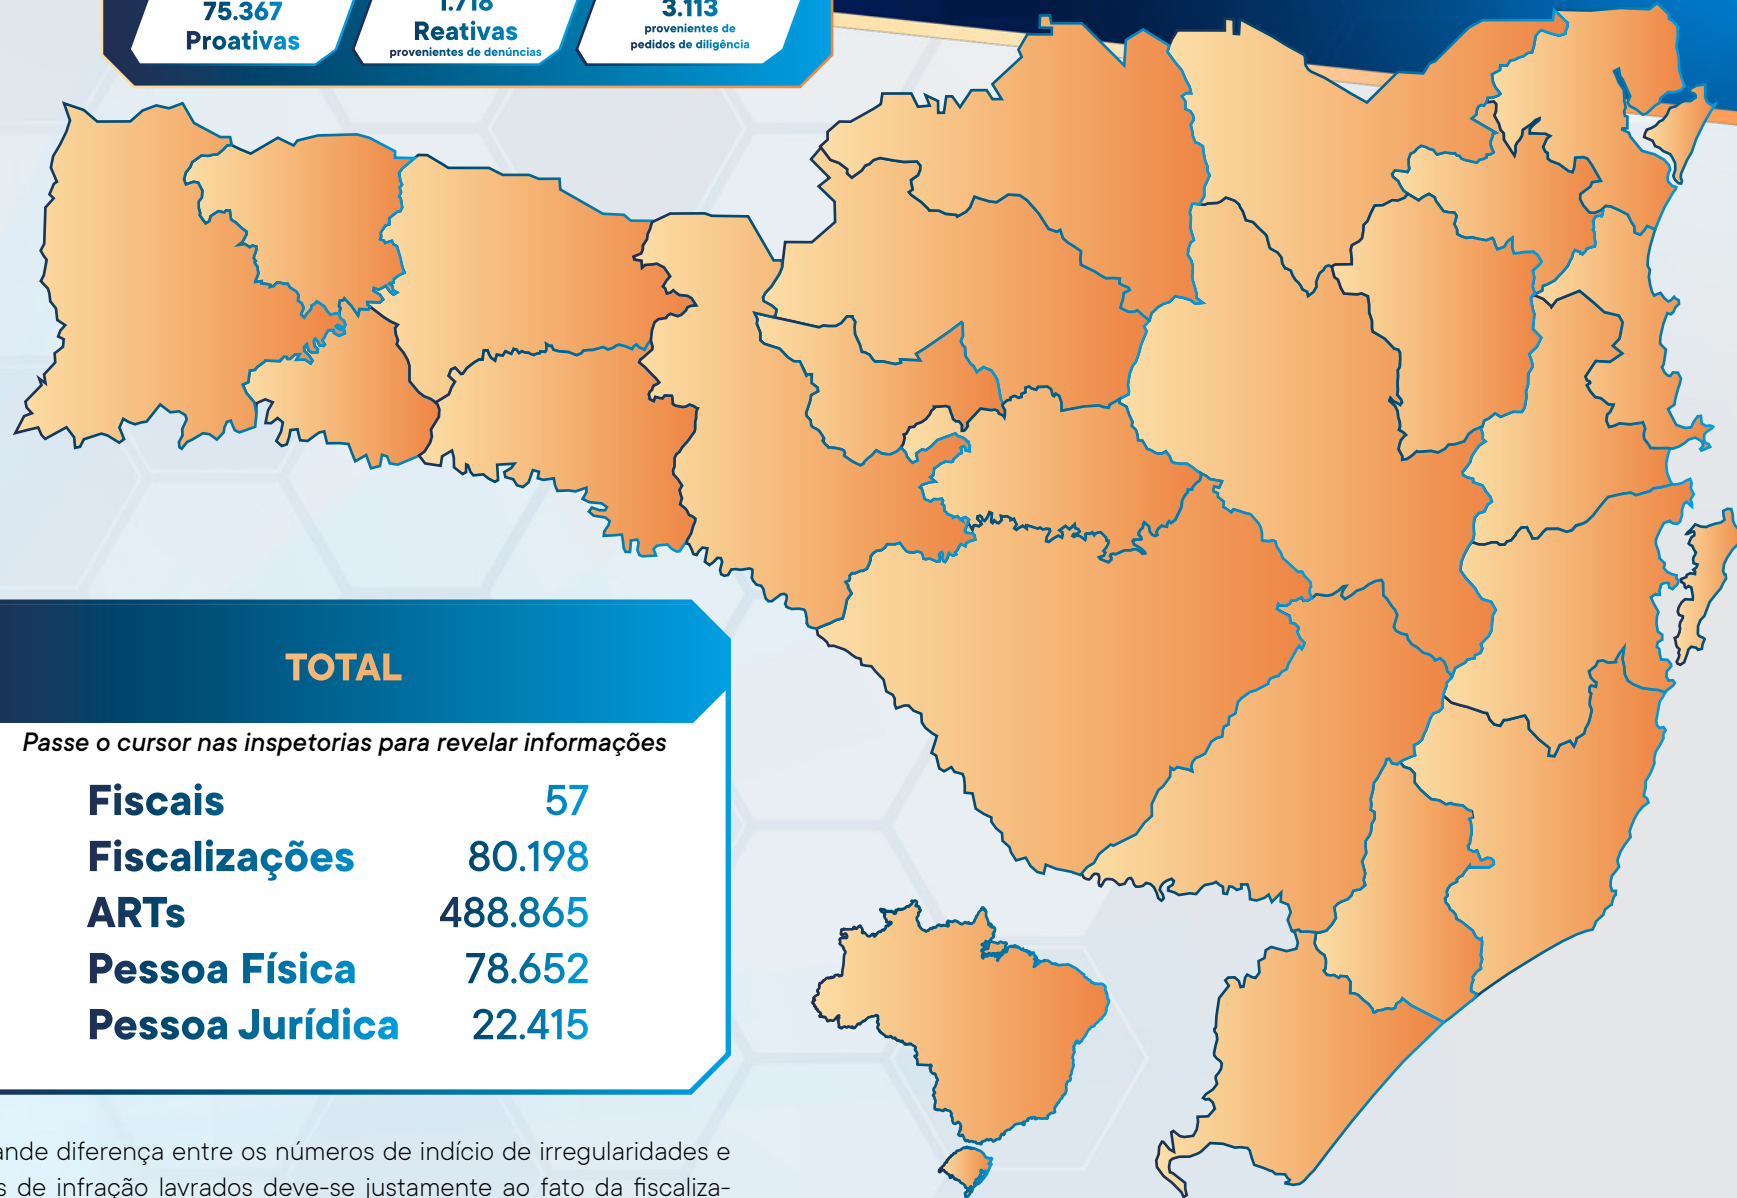 75.367
Proativas
1.718
Reativas
provenientes de denúncias
3.113
provenientes de
pedidos de diligência
TOTAL
Passe o cursor nas inspetorias para revelar informações
Fiscais 57
Fiscalizações 80.198
ARTs 488.865
Pessoa Física 78.652
Pessoa Jurídica 22.415
diferença entre os números de indício de irregularidades e
de infração lavrados deve-se justamente ao fato da fiscaliza-